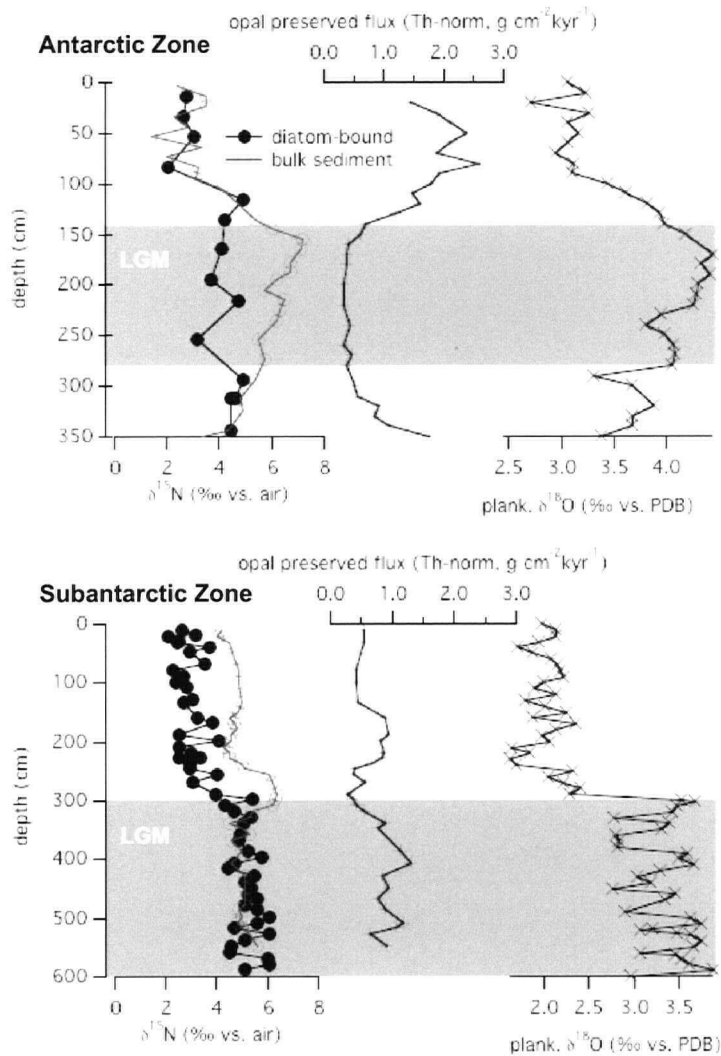 opal preserved flux (Th-norm, g cm⁻²kyr⁻¹)
Antarctic Zone
0.0 1.0 2.0 3.0
0
50
100
150
200
250
300
350
depth (cm)
diatom-bound
bulk sediment
LGM
0 2 4 6 8
δ¹⁵N (‰ vs. air)
2.5 3.0 3.5 4.0
plank. δ¹⁸O (‰ vs. PDB)
opal preserved flux (Th-norm, g cm⁻²kyr⁻¹)
Subantarctic Zone
0.0 1.0 2.0 3.0
0
100
200
300
400
500
600
depth (cm)
LGM
0 2 4 6 8
δ¹⁵N (‰ vs. air)
2.0 2.5 3.0 3.5
plank. δ¹⁸O (‰ vs. PDB)